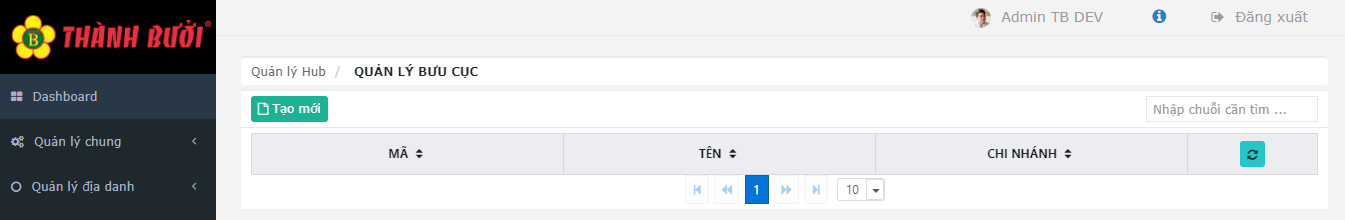 THÀNH BƯỞI®
Admin TB DEV
Đăng xuất
Dashboard
Quản lý chung
Quản lý địa danh
Quản lý Hub / QUẢN LÝ BƯU CỤC
Tạo mới
Nhập chuỗi cần tìm ...
MÃ TÊN CHI NHÁNH
1 10